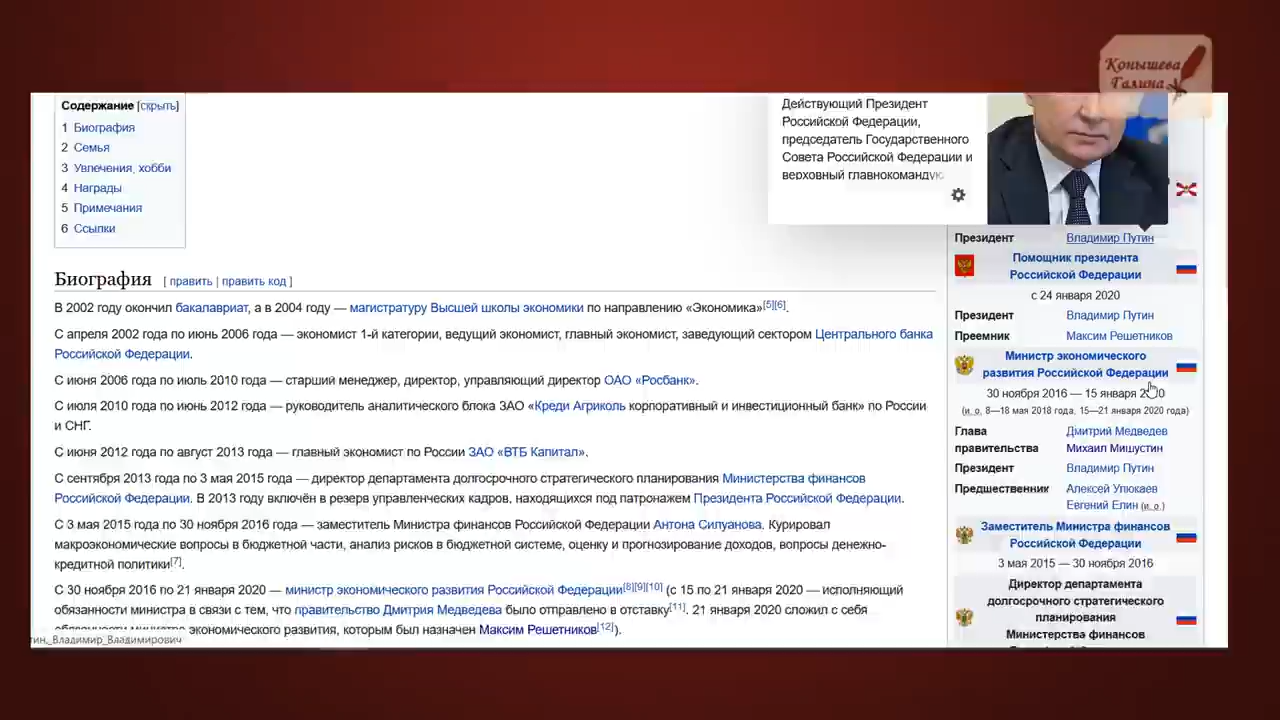 Конышева
Галина
Содержание [скрыть]
1 Биография
2 Семья
3 Увлечения, хобби
4 Награды
5 Примечания
6 Ссылки
Действующий Президент
Российской Федерации,
председатель Государственного
Совета Российской Федерации и
верховный главнокоманду
Биография [ править | править код ]
В 2002 году окончил бакалавриат, а в 2004 году — магистратуру Высшей школы экономики по направлению «Экономика»[5][6].
С апреля 2002 года по июнь 2006 года — экономист 1-й категории, ведущий экономист, главный экономист, заведующий сектором Центрального банка
Российской Федерации.
С июня 2006 года по июль 2010 года — старший менеджер, директор, управляющий директор ОАО «Росбанк».
С июля 2010 года по июнь 2012 года — руководитель аналитического блока ЗАО «Креди Агриколь корпоративный и инвестиционный банк» по России
и СНГ.
С июня 2012 года по август 2013 года — главный экономист по России ЗАО «ВТБ Капитал».
С сентября 2013 года по 3 мая 2015 года — директор департамента долгосрочного стратегического планирования Министерства финансов
Российской Федерации. В 2013 году включён в резерв управленческих кадров, находящихся под патронажем Президента Российской Федерации.
С 3 мая 2015 года по 30 ноября 2016 года — заместитель Министра финансов Российской Федерации Антона Силуанова. Курировал
макроэкономические вопросы в бюджетной части, анализ рисков в бюджетной системе, оценку и прогнозирование доходов, вопросы денежно-
кредитной политики[7].
С 30 ноября 2016 по 21 января 2020 — министр экономического развития Российской Федерации[8][9][10] (с 15 по 21 января 2020 — исполняющий
обязанности министра в связи с тем, что правительство Дмитрия Медведева было отправлено в отставку[11]. 21 января 2020 сложил с себя
обязанности министра экономического развития, которым был назначен Максим Решетников[12]).
тин,_Владимир_Владимирович
Президент Владимир Путин
Помощник президента
Российской Федерации
с 24 января 2020
Президент Владимир Путин
Преемник Максим Решетников
Министр экономического
развития Российской Федерации
30 ноября 2016 — 15 января 2020
(и. о. 8—18 мая 2018 года, 15—21 января 2020 года)
Глава Дмитрий Медведев
правительства Михаил Мишустин
Президент Владимир Путин
Предшественник Алексей Улюкаев
Евгений Елин (и. о.)
Заместитель Министра финансов
Российской Федерации
3 мая 2015 — 30 ноября 2016
Директор департамента
долгосрочного стратегического
планирования
Министерства финансов